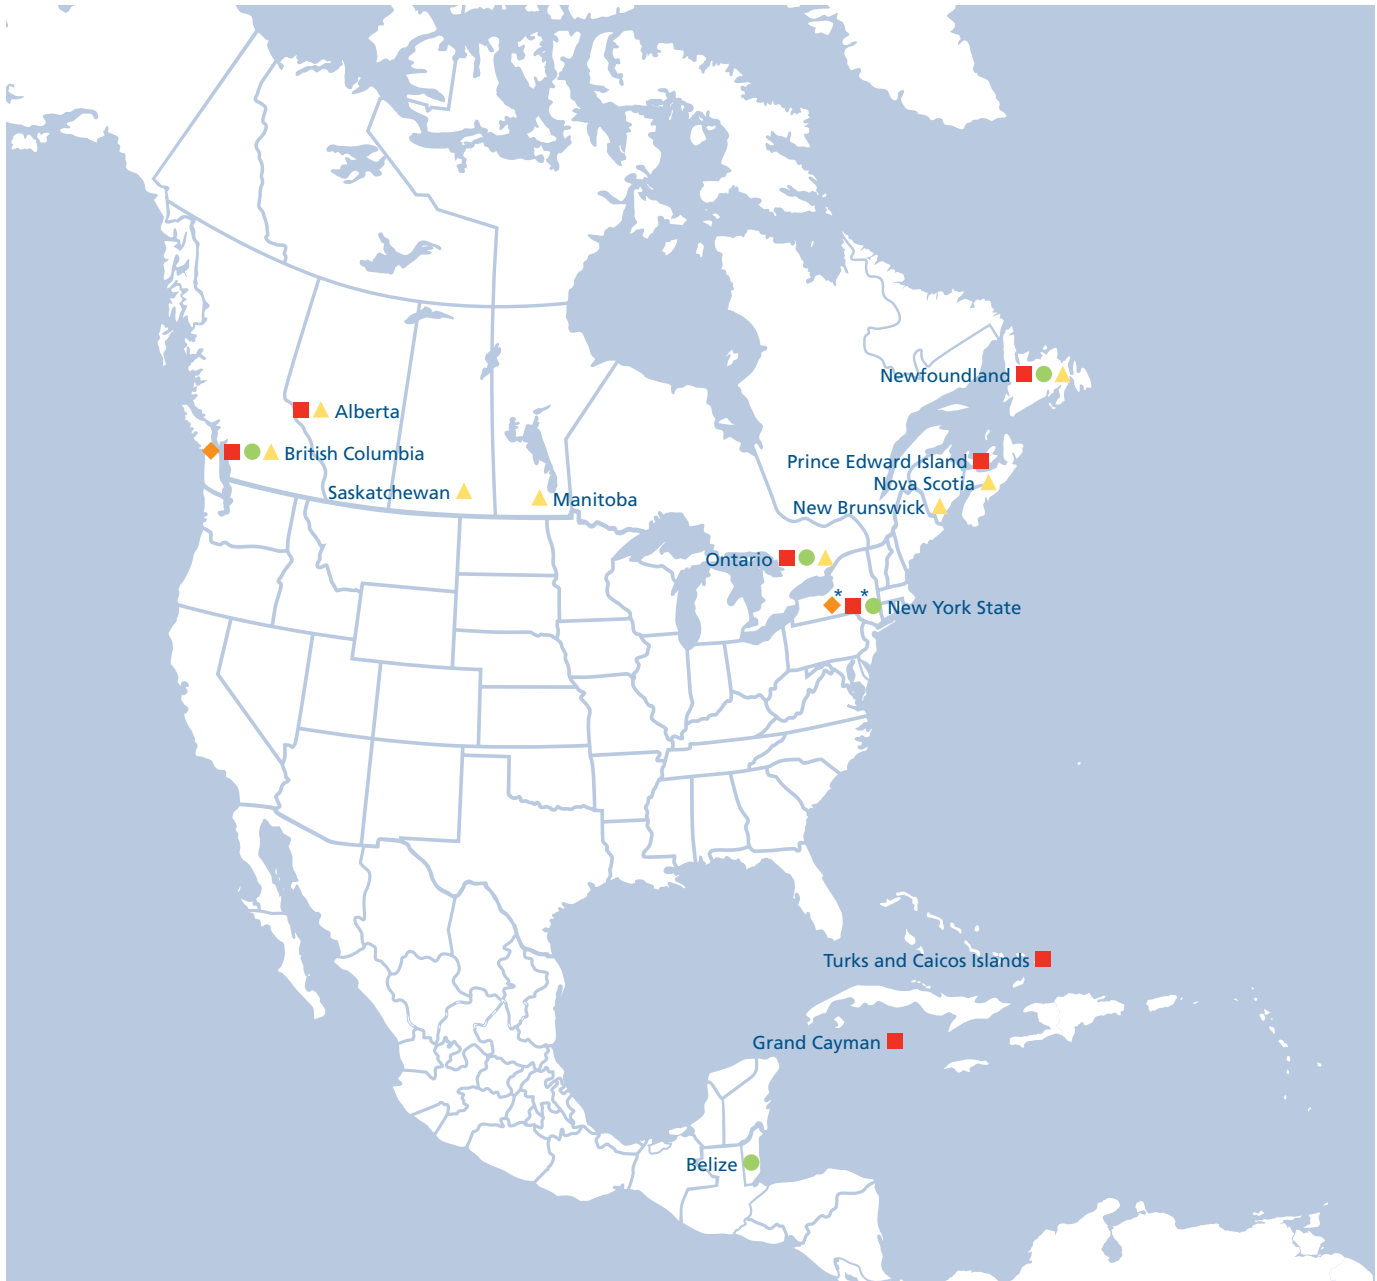 Newfoundland
Alberta
British Columbia
Prince Edward Island
Nova Scotia
Saskatchewan
Manitoba
New Brunswick
Ontario
* *
New York State
Turks and Caicos Islands
Grand Cayman
Belize